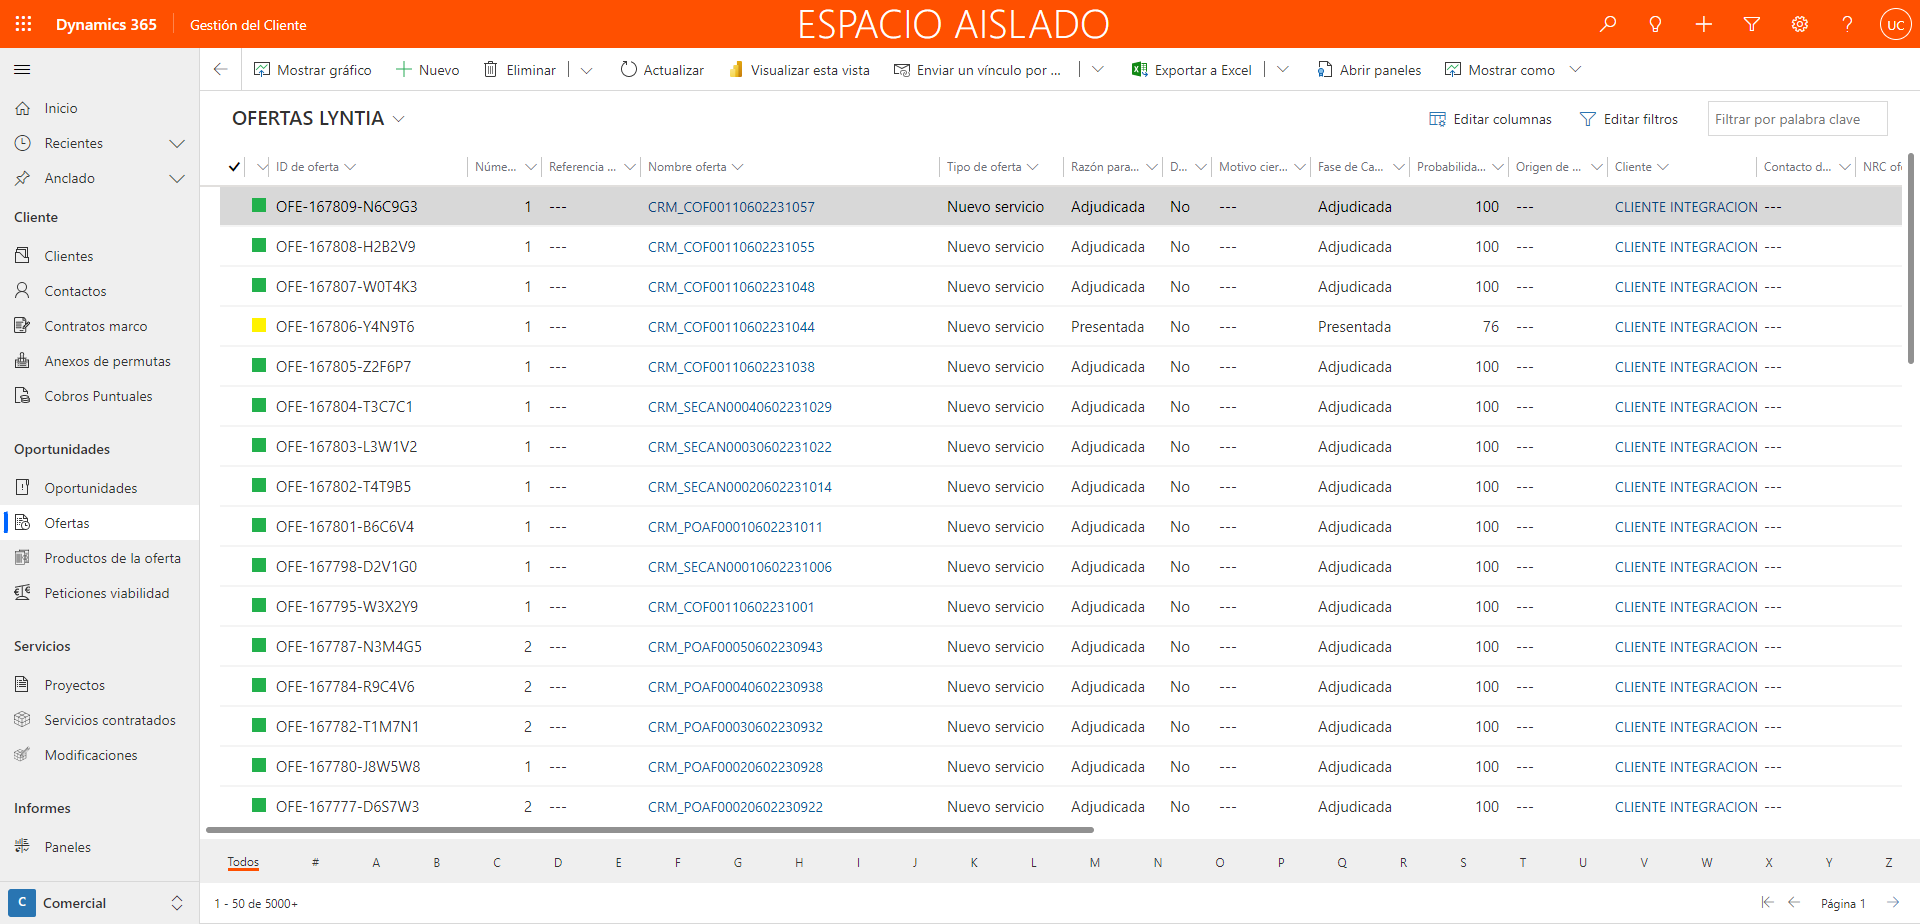 Dynamics 365 Gestión del Cliente ESPACIO AISLADO UC
Mostrar gráfico Nuevo Eliminar Actualizar Visualizar esta vista Enviar un vínculo por ... Exportar a Excel Abrir paneles Mostrar como
Inicio
Recientes
Anclado
Cliente
Clientes
Contactos
Contratos marco
Anexos de permutas
Cobros Puntuales
Oportunidades
Oportunidades
Ofertas
Productos de la oferta
Peticiones viabilidad
Servicios
Proyectos
Servicios contratados
Modificaciones
Informes
Paneles
C Comercial
OFERTAS LYNTIA Editar columnas Editar filtros Filtrar por palabra clave
ID de oferta Núme... Referencia ... Nombre oferta Tipo de oferta Razón para... D... Motivo cier... Fase de Ca... Probabilida... Origen de ... Cliente Contacto d... NRC of
OFE-167809-N6C9G3 1 --- CRM_COF00110602231057 Nuevo servicio Adjudicada No --- Adjudicada 100 --- CLIENTE INTEGRACION ---
OFE-167808-H2B2V9 1 --- CRM_COF00110602231055 Nuevo servicio Adjudicada No --- Adjudicada 100 --- CLIENTE INTEGRACION ---
OFE-167807-W0T4K3 1 --- CRM_COF00110602231048 Nuevo servicio Adjudicada No --- Adjudicada 100 --- CLIENTE INTEGRACION ---
OFE-167806-Y4N9T6 1 --- CRM_COF00110602231044 Nuevo servicio Presentada No --- Presentada 76 --- CLIENTE INTEGRACION ---
OFE-167805-Z2F6P7 1 --- CRM_COF00110602231038 Nuevo servicio Adjudicada No --- Adjudicada 100 --- CLIENTE INTEGRACION ---
OFE-167804-T3C7C1 1 --- CRM_SECAN00040602231029 Nuevo servicio Adjudicada No --- Adjudicada 100 --- CLIENTE INTEGRACION ---
OFE-167803-L3W1V2 1 --- CRM_SECAN00030602231022 Nuevo servicio Adjudicada No --- Adjudicada 100 --- CLIENTE INTEGRACION ---
OFE-167802-T4T9B5 1 --- CRM_SECAN00020602231014 Nuevo servicio Adjudicada No --- Adjudicada 100 --- CLIENTE INTEGRACION ---
OFE-167801-B6C6V4 1 --- CRM_POAF00010602231011 Nuevo servicio Adjudicada No --- Adjudicada 100 --- CLIENTE INTEGRACION ---
OFE-167798-D2V1G0 1 --- CRM_SECAN00010602231006 Nuevo servicio Adjudicada No --- Adjudicada 100 --- CLIENTE INTEGRACION ---
OFE-167795-W3X2Y9 1 --- CRM_COF00110602231001 Nuevo servicio Adjudicada No --- Adjudicada 100 --- CLIENTE INTEGRACION ---
OFE-167787-N3M4G5 2 --- CRM_POAF00050602230943 Nuevo servicio Adjudicada No --- Adjudicada 100 --- CLIENTE INTEGRACION ---
OFE-167784-R9C4V6 2 --- CRM_POAF00040602230938 Nuevo servicio Adjudicada No --- Adjudicada 100 --- CLIENTE INTEGRACION ---
OFE-167782-T1M7N1 2 --- CRM_POAF00030602230932 Nuevo servicio Adjudicada No --- Adjudicada 100 --- CLIENTE INTEGRACION ---
OFE-167780-J8W5W8 1 --- CRM_POAF00020602230928 Nuevo servicio Adjudicada No --- Adjudicada 100 --- CLIENTE INTEGRACION ---
OFE-167777-D6S7W3 2 --- CRM_POAF00020602230922 Nuevo servicio Adjudicada No --- Adjudicada 100 --- CLIENTE INTEGRACION ---
Todos # A B C D E F G H I J K L M N O P Q R S T U V W X Y Z
1 - 50 de 5000+ Página 1